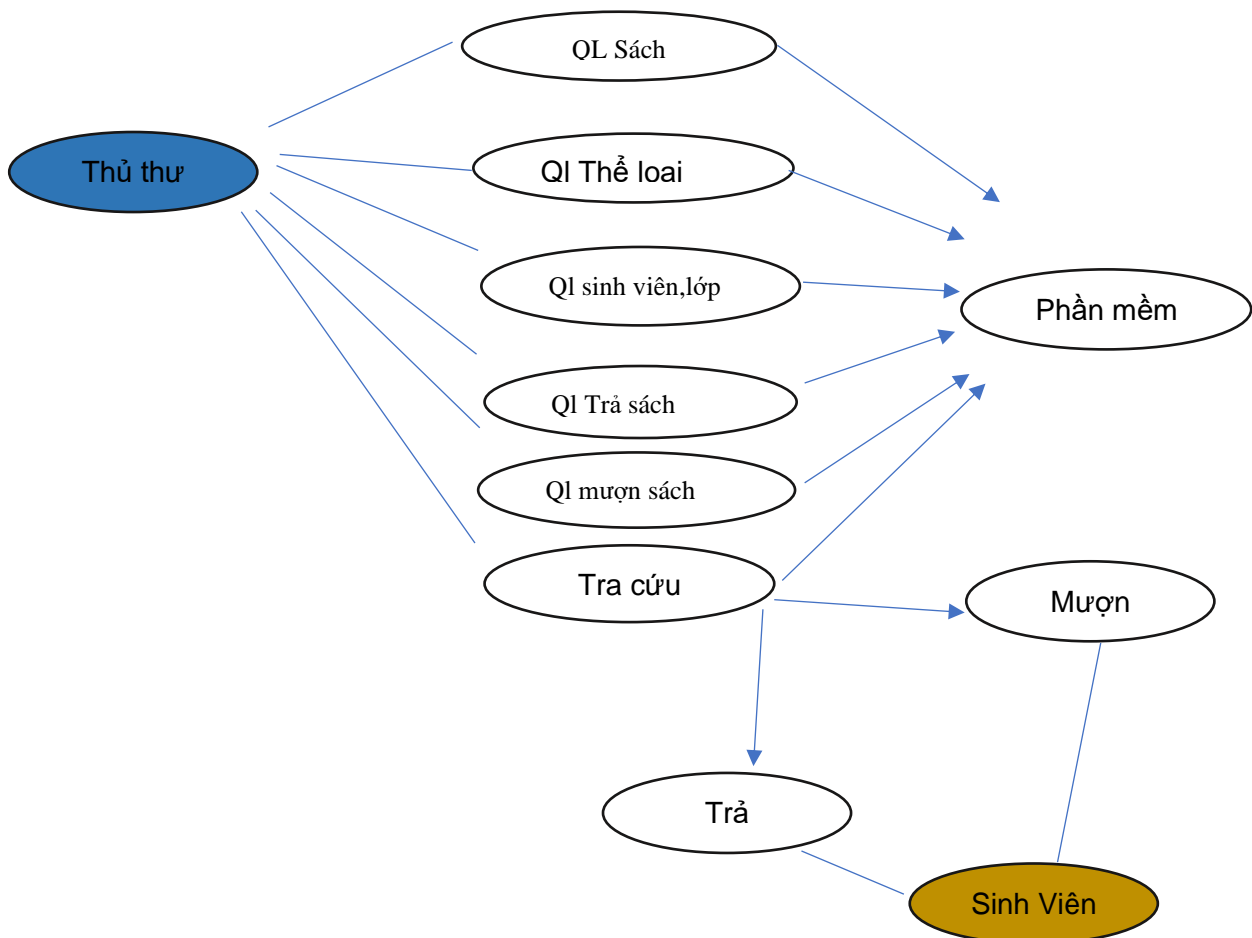 QL Sách
Thủ thư
Ql Thể loai
Ql sinh viên,lớp
Phần mềm
Ql Trả sách
Ql mượn sách
Tra cứu
Mượn
Trả
Sinh Viên